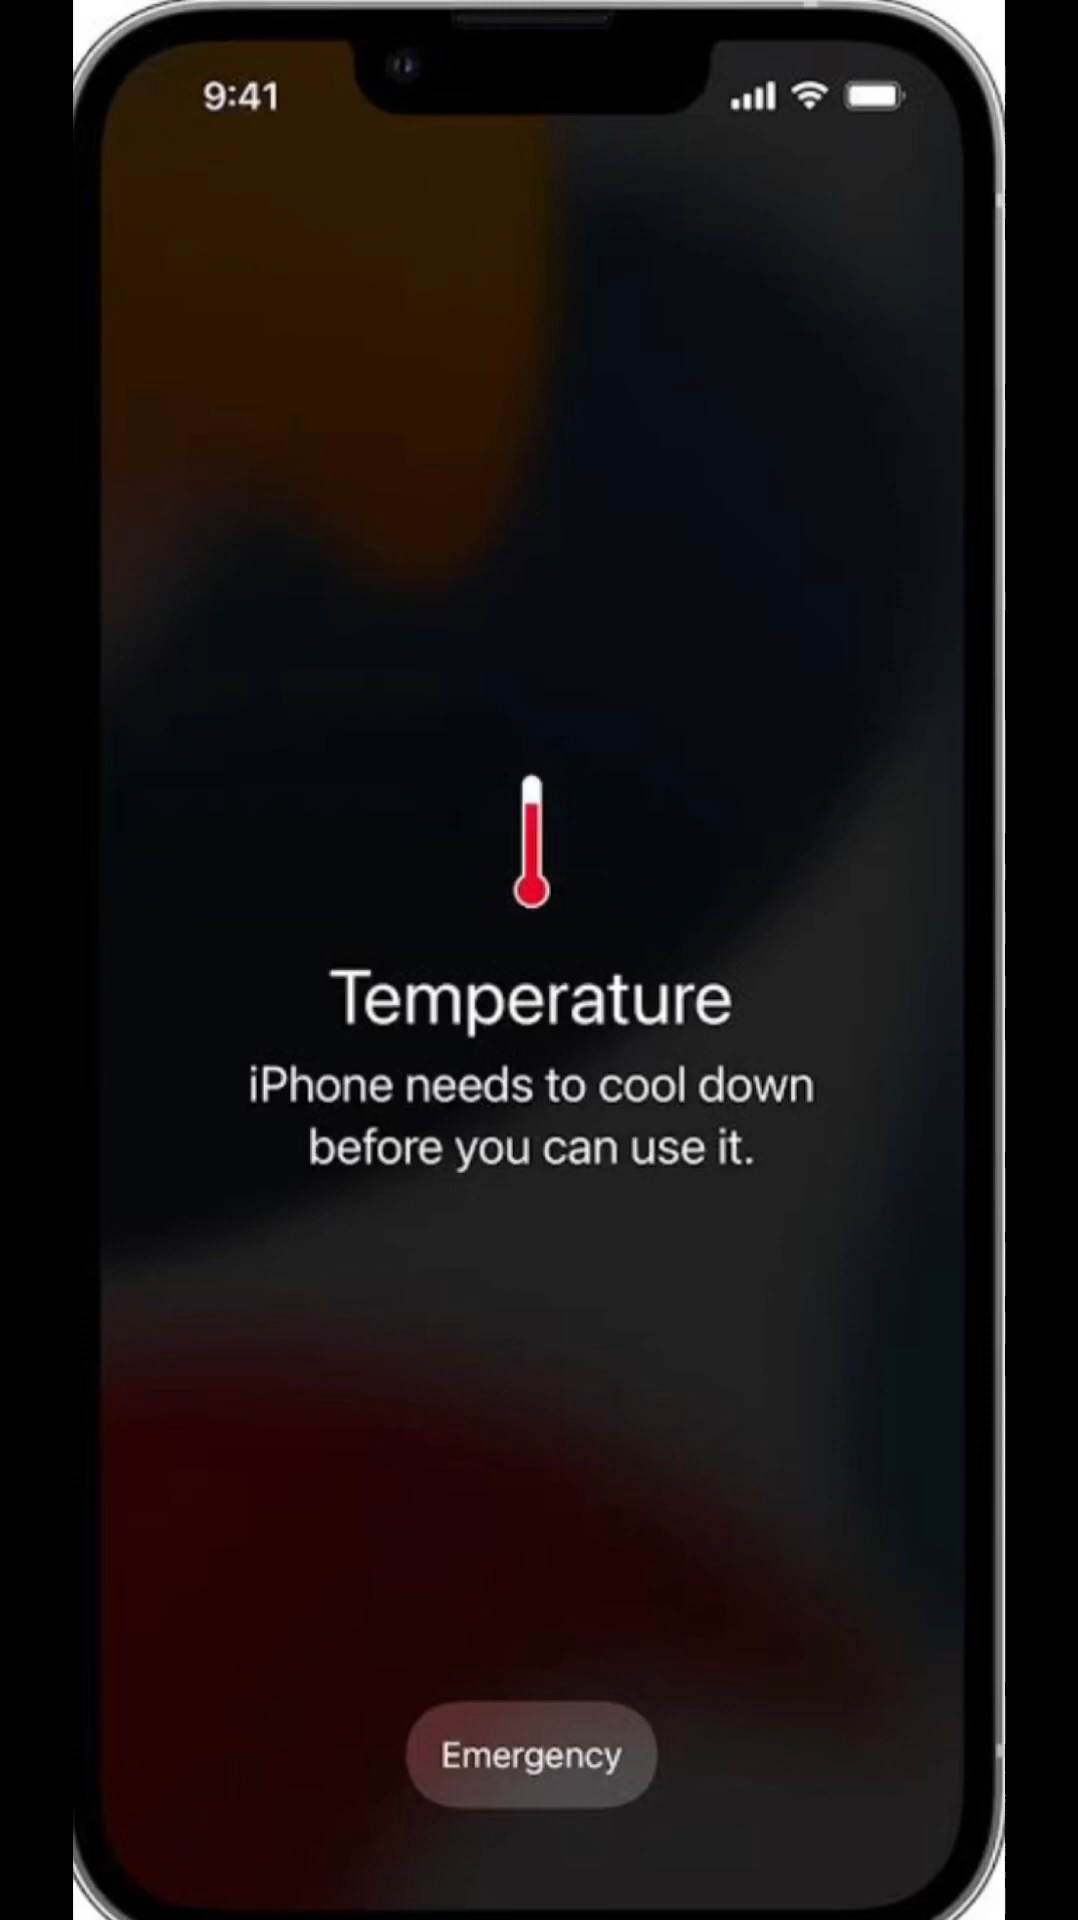 9:41
Temperature
iPhone needs to cool down
before you can use it.
Emergency